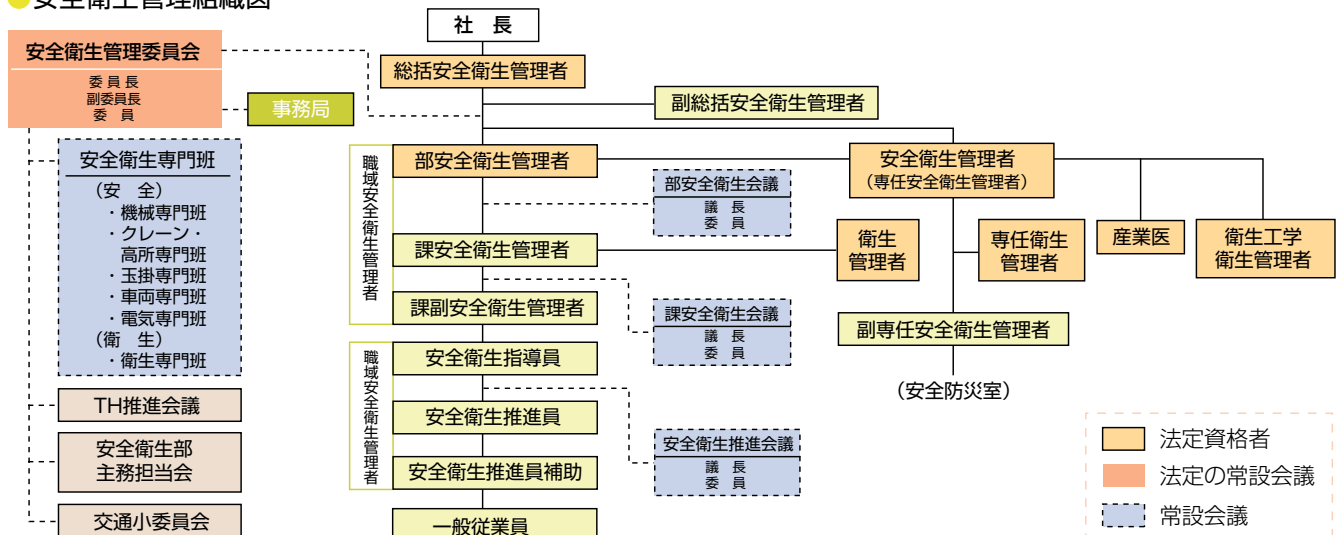 ●安全衛生管理組織図
社　長
安全衛生管理委員会
委 員 長
副委員長
委　員
総括安全衛生管理者
事務局
副総括安全衛生管理者
安全衛生専門班
（安　全）
・機械専門班
・クレーン・
高所専門班
・玉掛専門班
・車両専門班
・電気専門班
（衛　生）
・衛生専門班
TH推進会議
安全衛生部
主務担当会
交通小委員会
職域安全衛生管理者
部安全衛生管理者
課安全衛生管理者
課副安全衛生管理者
職域安全衛生管理者
安全衛生指導員
安全衛生推進員
安全衛生推進員補助
一般従業員
部安全衛生会議
議　長
委　員
課安全衛生会議
議　長
委　員
安全衛生推進会議
議　長
委　員
安全衛生管理者
（専任安全衛生管理者）
衛生
管理者
専任衛生
管理者
産業医
衛生工学
衛生管理者
副専任安全衛生管理者
（安全防災室）
法定資格者
法定の常設会議
常設会議